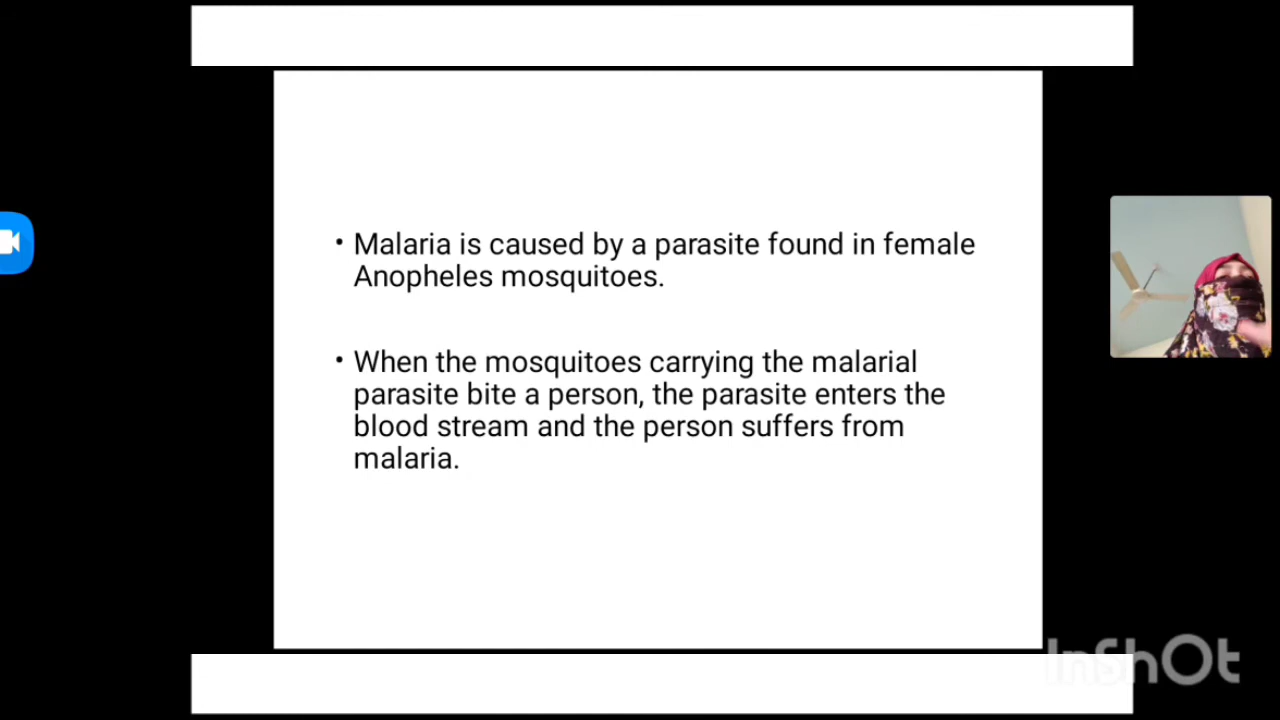 • Malaria is caused by a parasite found in female
Anopheles mosquitoes.
• When the mosquitoes carrying the malarial
parasite bite a person, the parasite enters the
blood stream and the person suffers from
malaria.
InShOt